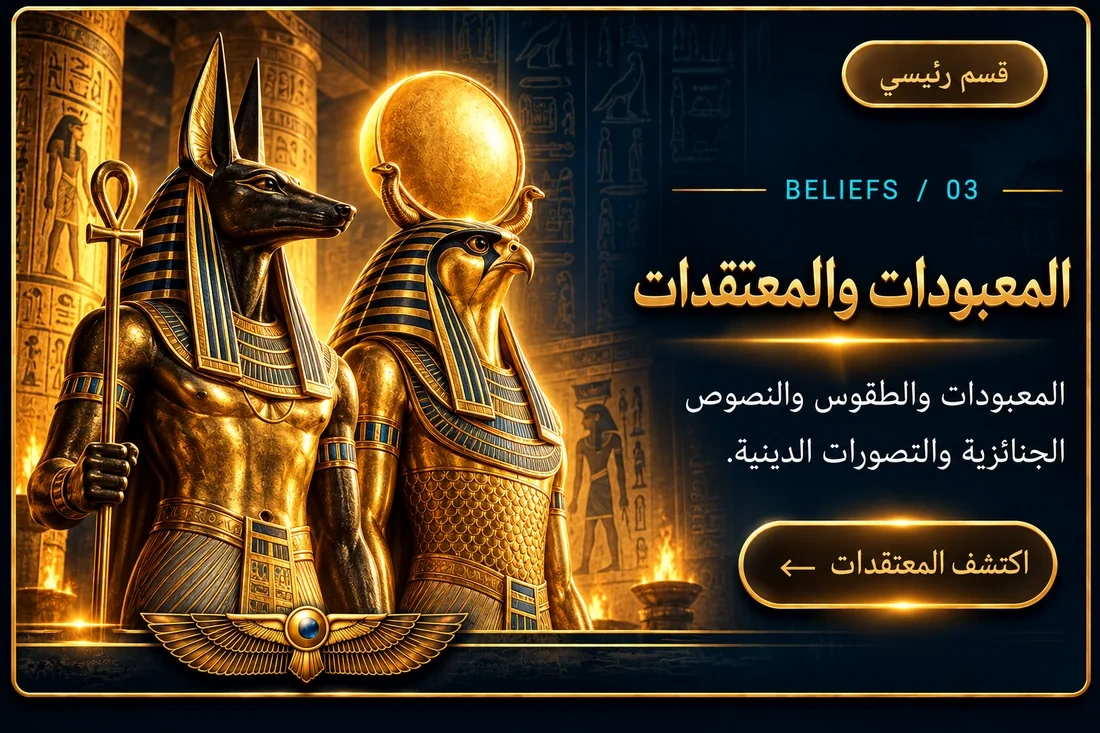 قسم رئيسي
BELIEFS / 03
المعبودات والمعتقدات
المعبودات والطقوس والنصوص
الجنائزية والتصورات الدينية.
اكتشف المعتقدات ←